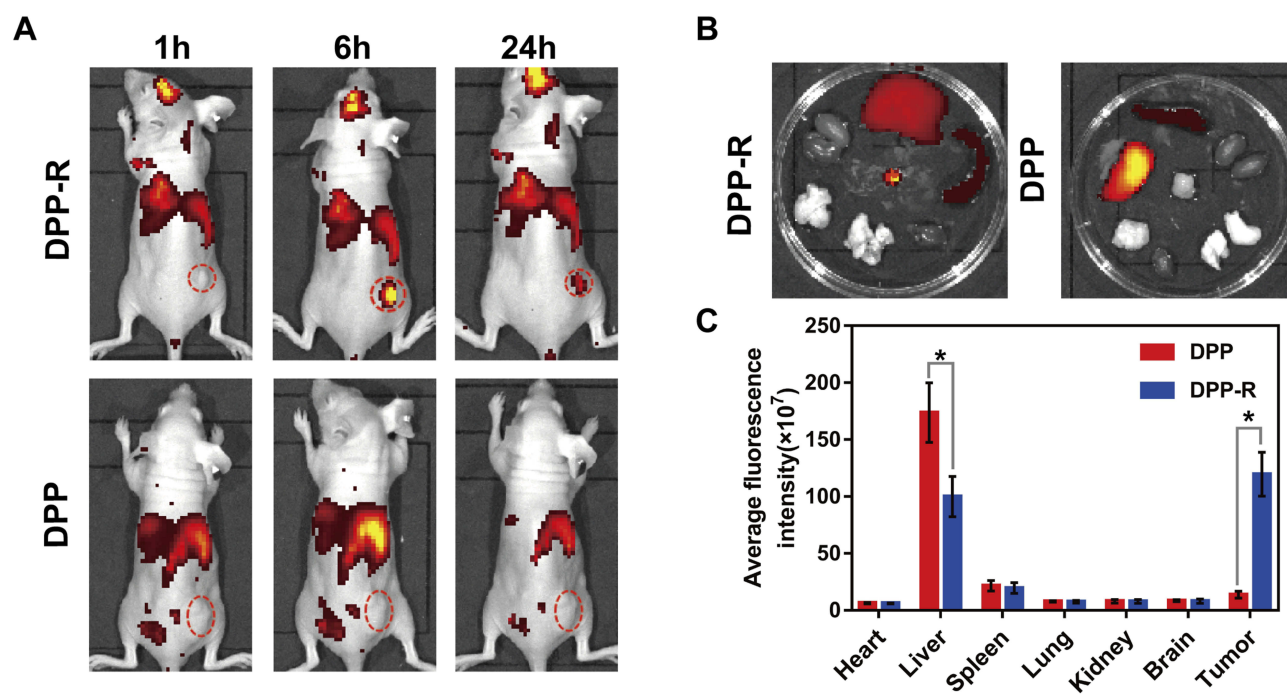 A
1h 6h 24h
DPP-R
DPP
B
DPP-R
DPP
C
Average fluorescence
intensity(×10⁷)
250
200
150
100
50
0
DPP
DPP-R
*
*
Heart
Liver
Spleen
Lung
Kidney
Brain
Tumor